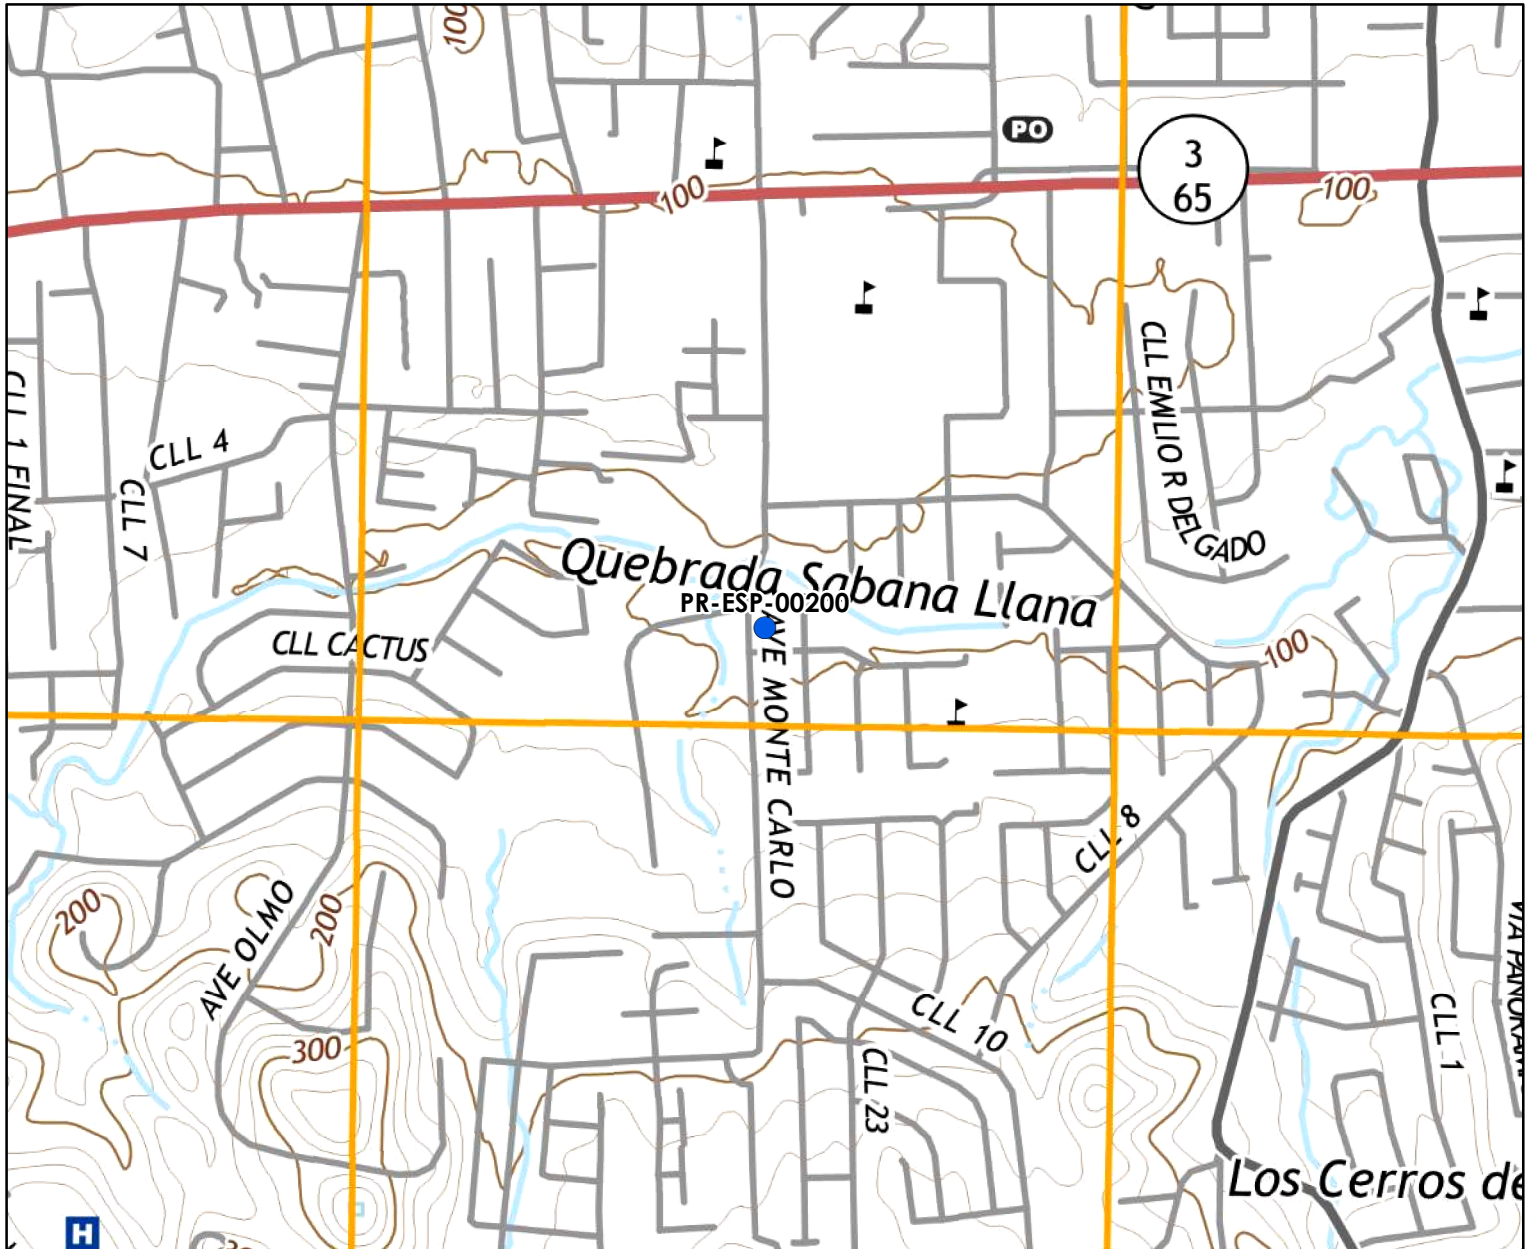 100
PO
3
65
100
100
CLL EMILIO R DELGADO
CLL 1 FINAL
CLL 4
CLL 7
Quebrada Sabana Llana
PR-ESP-00200
CLL CACTUS
100
AVE MONTE CARLO
CLL 8
200
200
AVE OLMO
VIA PANORAMA
CLL 10
CLL 1
300
CLL 23
Los Cerros de
H